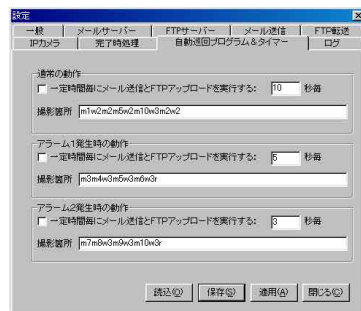 設定
一般 メールサーバー FTPサーバー メール送信 FTP転送
IPカメラ 完了時処理 自動巡回プログラム&タイマー ログ
通常の動作
一定時間毎にメール送信とFTPアップロードを実行する: 10 秒毎
撮影箇所 m1w2m2m5w2m10w3m2w2
アラーム1発生時の動作
一定時間毎にメール送信とFTPアップロードを実行する: 5 秒毎
撮影箇所 m3m4w3m5w3m6w3r
アラーム2発生時の動作
一定時間毎にメール送信とFTPアップロードを実行する: 3 秒毎
撮影箇所 m7m8w3m9w3m10w3r
読込(O) 保存(S) 適用(A) 閉じる(C)